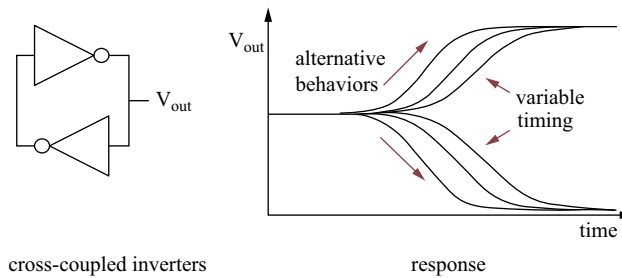 V_out
V_out
alternative
behaviors
variable
timing
time
cross-coupled inverters
response